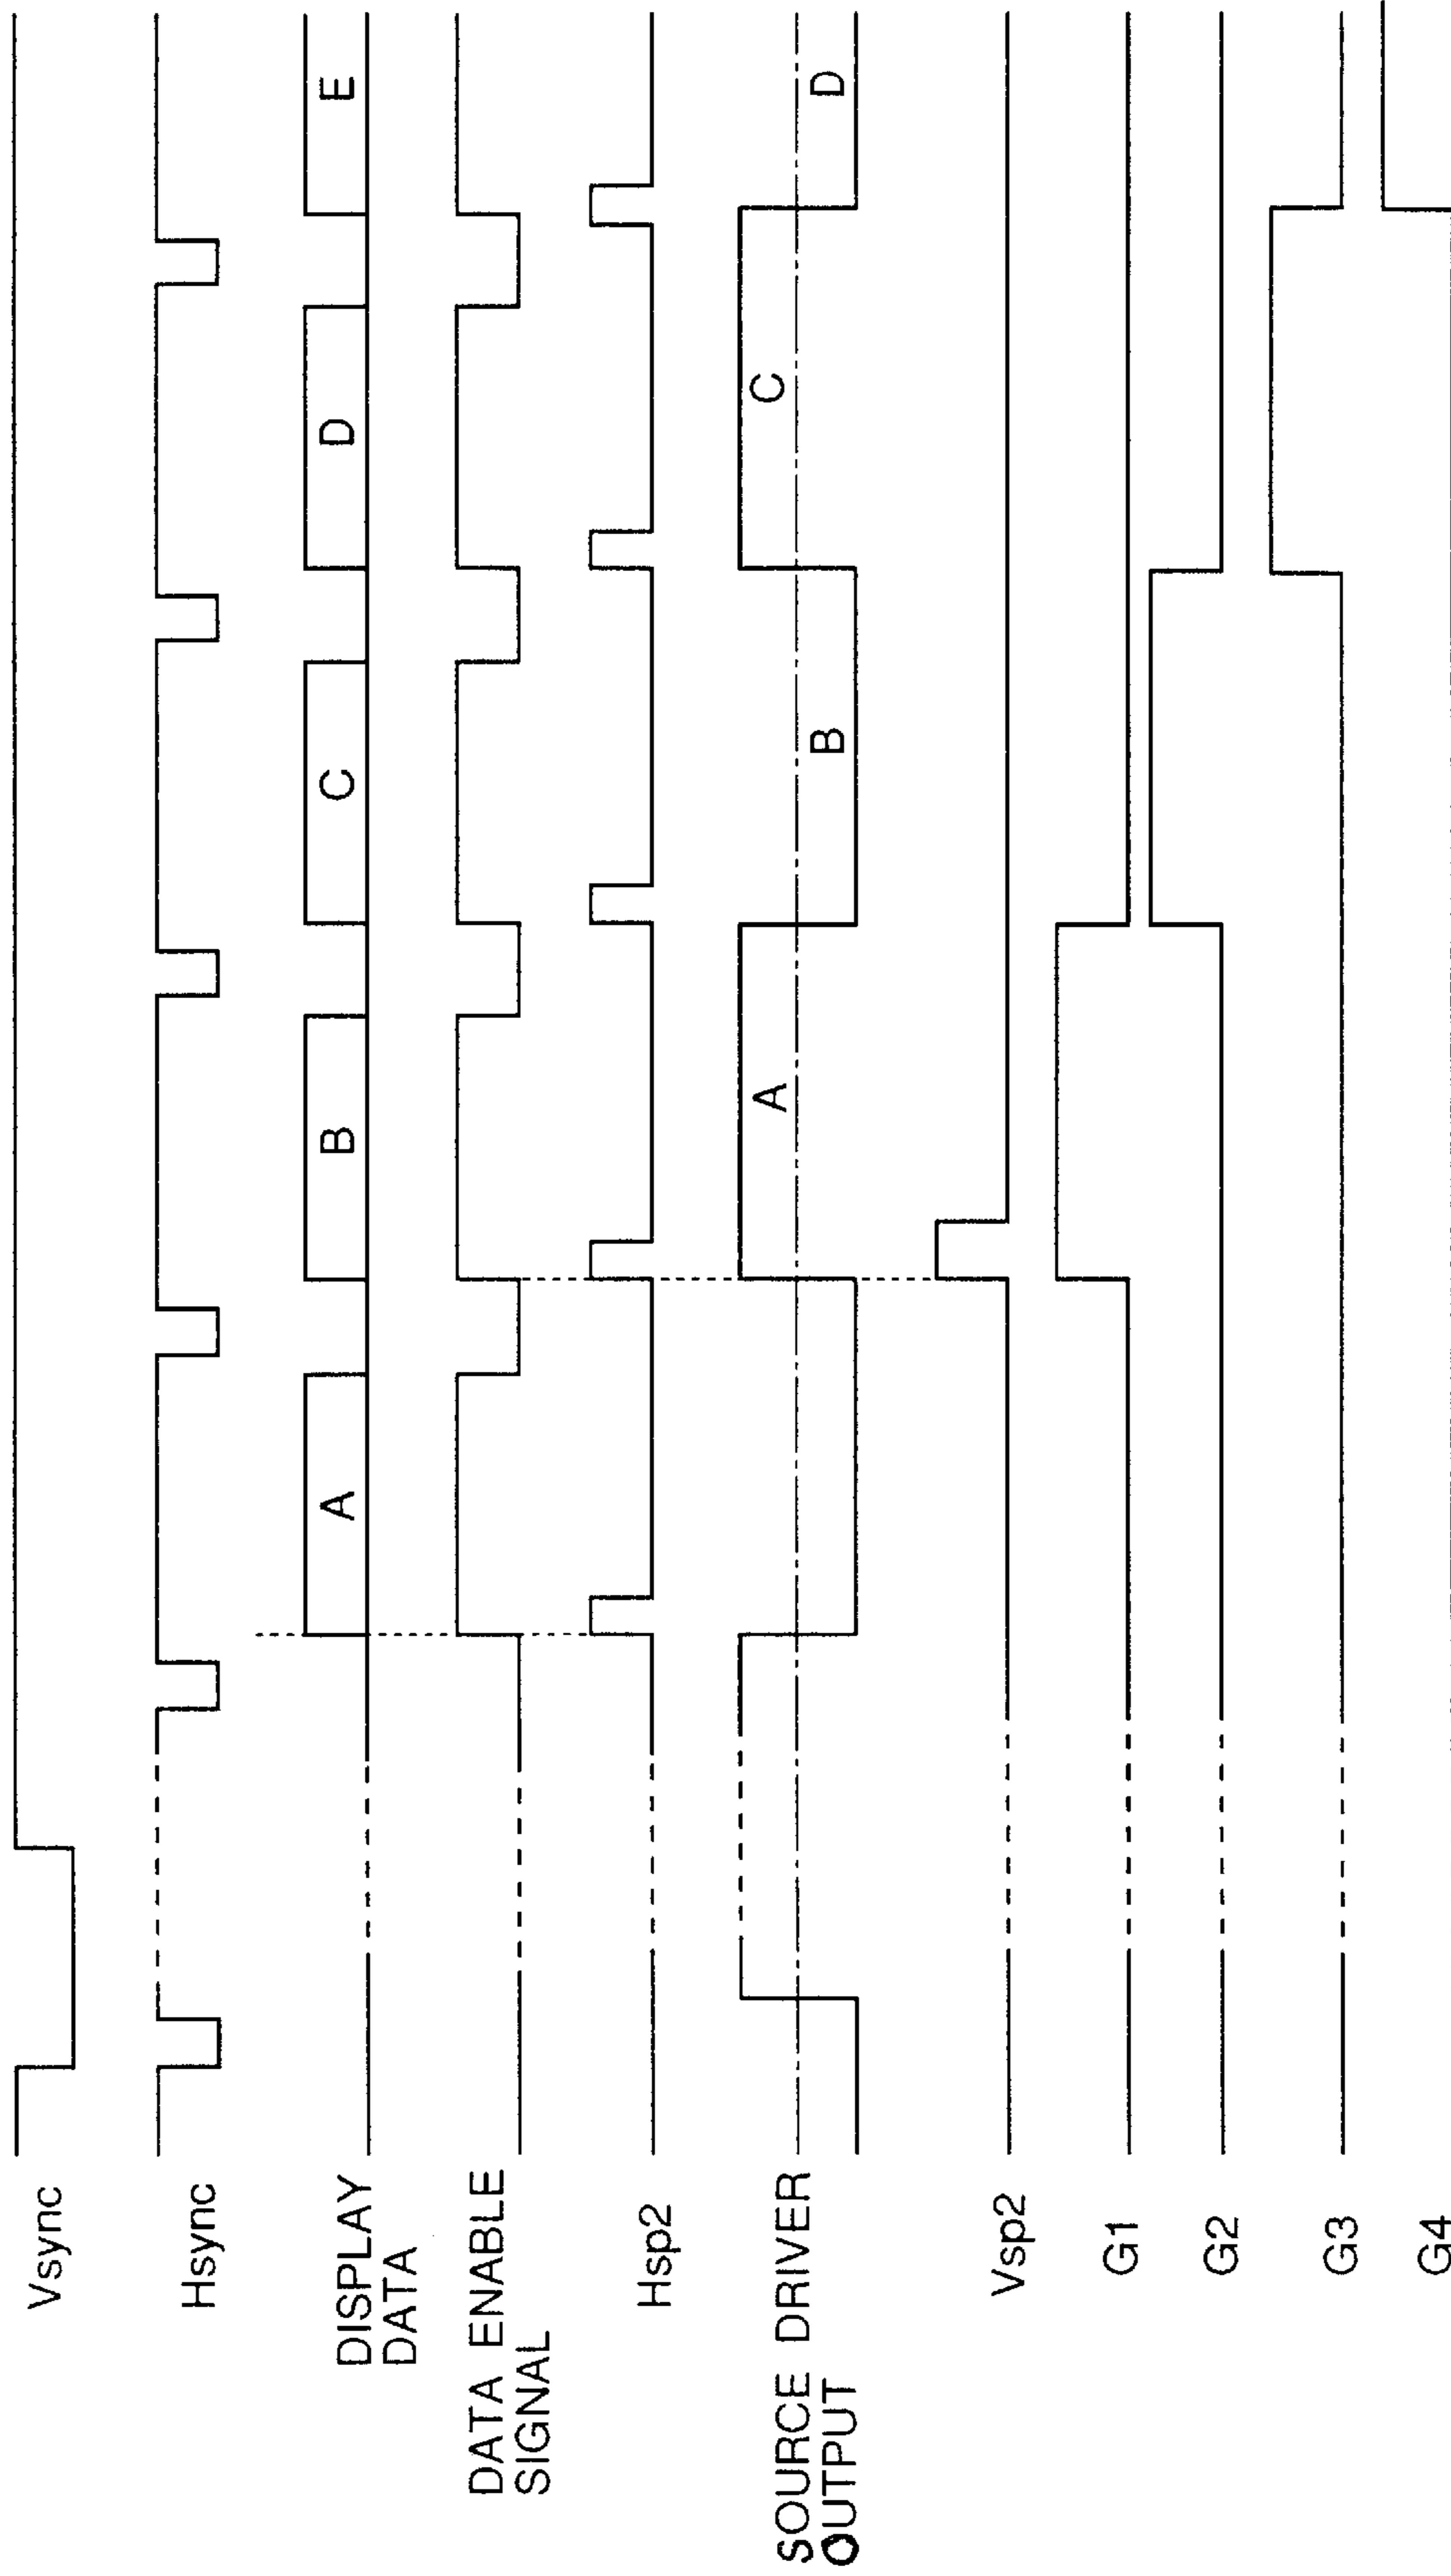 Vsync
Hsync
DISPLAY
DATA
A B C D E
DATA ENABLE
SIGNAL
Hsp2
SOURCE DRIVER
OUTPUT
A B C D
Vsp2
G1
G2
G3
G4